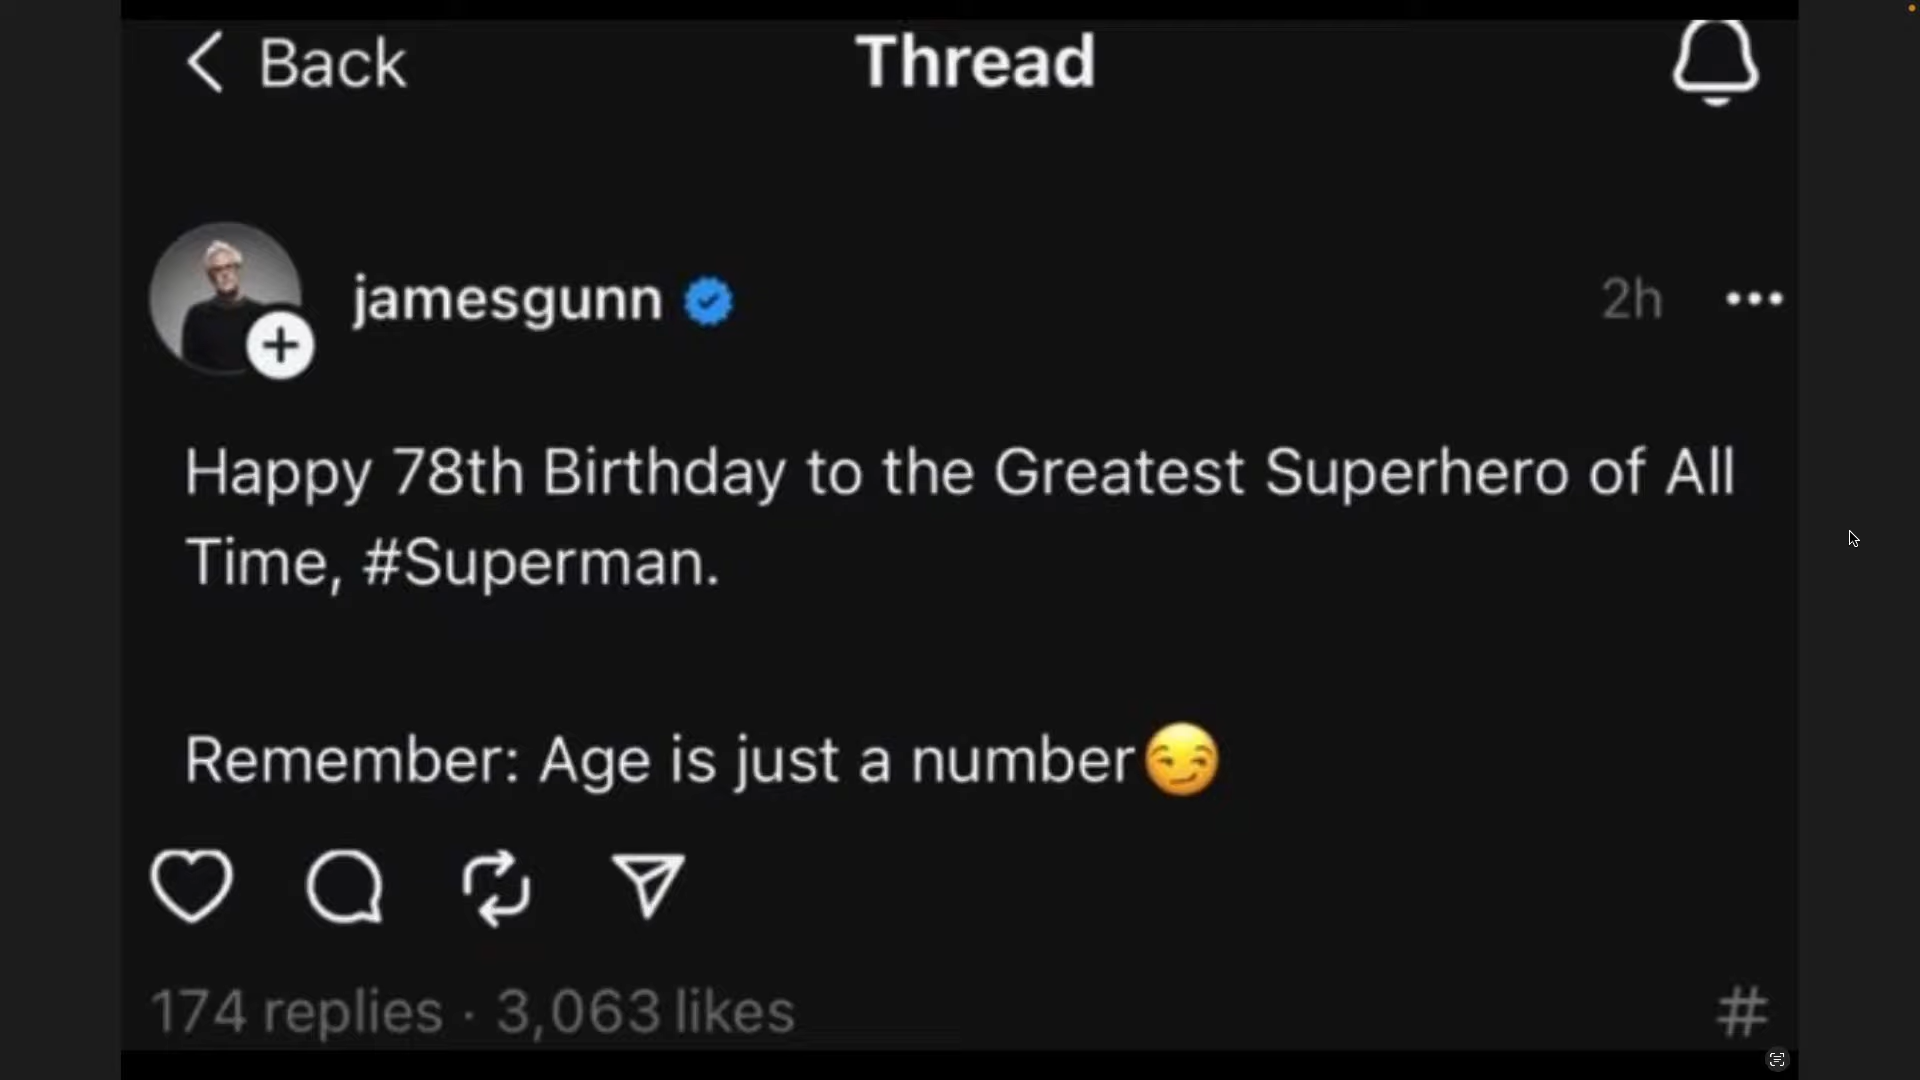 Back
Thread
jamesgunn
2h
Happy 78th Birthday to the Greatest Superhero of All
Time, #Superman.
Remember: Age is just a number😏
174 replies · 3,063 likes
#